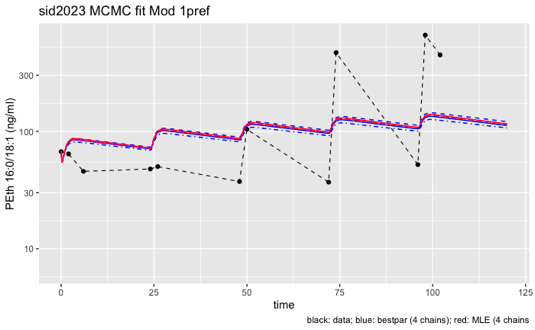 sid2023 MCMC fit Mod 1pref
PEth 16:0/18:1 (ng/ml)
300
100
30
10
0
25
50
75
100
125
time
black: data; blue: bestpar (4 chains); red: MLE (4 chains